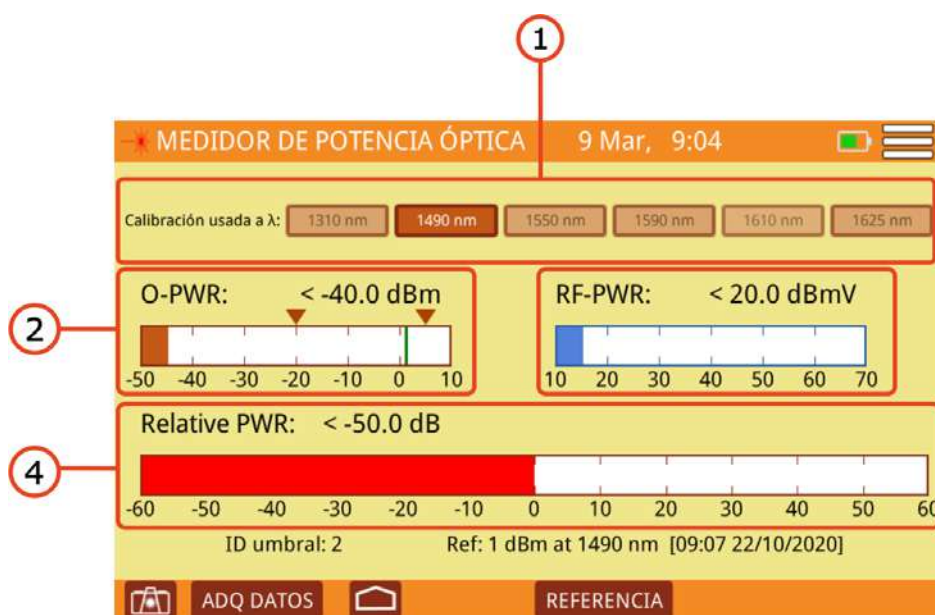 1
MEDIDOR DE POTENCIA ÓPTICA 9 Mar, 9:04
Calibración usada a λ: 1310 nm 1490 nm 1550 nm 1590 nm 1610 nm 1625 nm
2
O-PWR: < -40.0 dBm
-50 -40 -30 -20 -10 0 10
RF-PWR: < 20.0 dBmV
10 20 30 40 50 60 70
4
Relative PWR: < -50.0 dB
-60 -50 -40 -30 -20 -10 0 10 20 30 40 50 60
ID umbral: 2 Ref: 1 dBm at 1490 nm [09:07 22/10/2020]
ADQ DATOS REFERENCIA